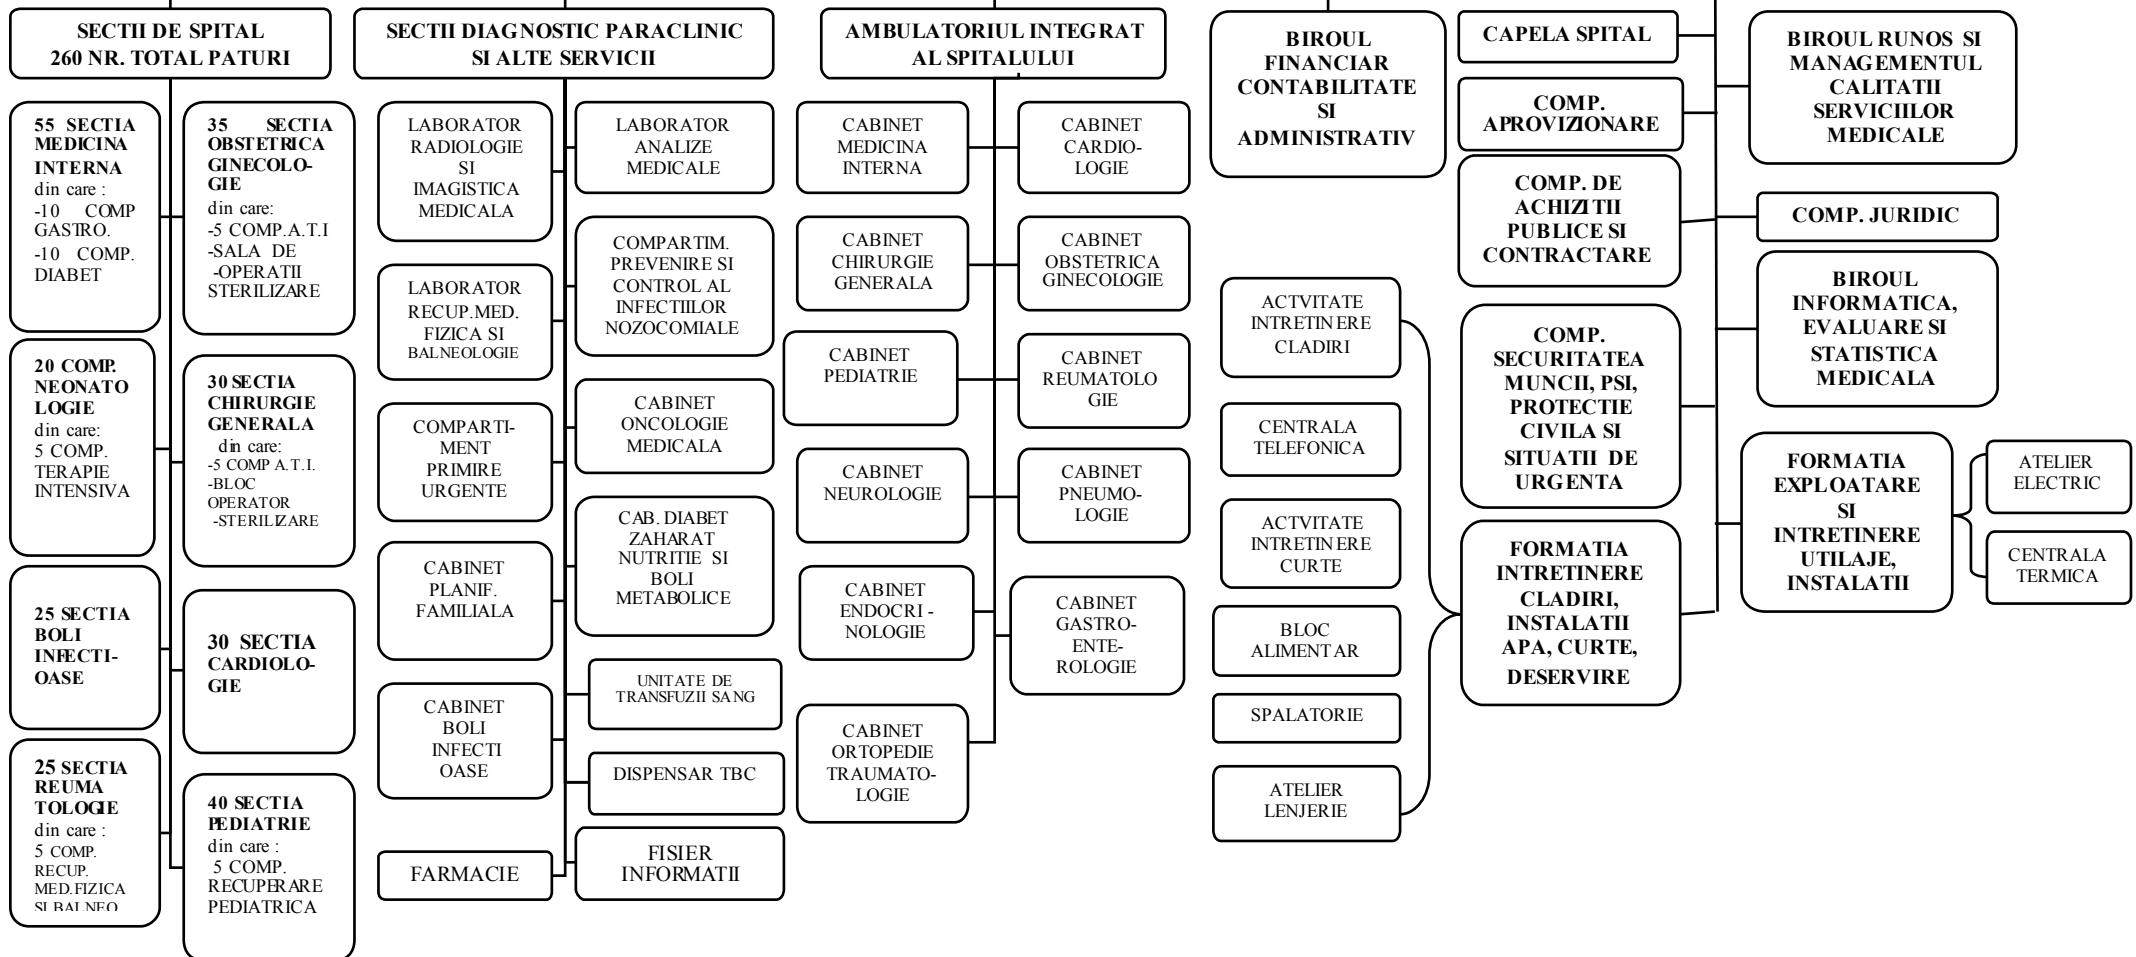 SECTII DE SPITAL
260 NR. TOTAL PATURI
55 SECTIA
MEDICINA
INTERNA
din care :
-10 COMP
GASTRO.
-10 COMP.
DIABET
35 SECTIA
OBSTETRICA
GINECOLO-
GIE
din care:
-5 COMP.A.T.I
-SALA DE
-OPERATII
STERILIZARE
20 COMP.
NEONATO
LOGIE
din care:
5 COMP.
TERAPIE
INTENSIVA
30 SECTIA
CHIRURGIE
GENERALA
din care:
-5 COMP A.T.I.
-BLOC
OPERATOR
-STERILIZARE
25 SECTIA
BOLI
INFECTI-
OASE
30 SECTIA
CARDIOLO-
GIE
25 SECTIA
REUMA
TOLOGIE
din care :
5 COMP.
RECUP.
MED.FIZICA
SI BALNEO
40 SECTIA
PEDIATRIE
din care :
5 COMP.
RECUPERARE
PEDIATRICA
SECTII DIAGNOSTIC PARACLINIC
SI ALTE SERVICII
LABORATOR
RADIOLOGIE
SI
IMAGISTICA
MEDICALA
LABORATOR
ANALIZE
MEDICALE
LABORATOR
RECUP.MED.
FIZICA SI
BALNEOLOGIE
COMPARTIM.
PREVENIRE SI
CONTROL AL
INFECTIILOR
NOZOCOMIALE
COMPARTI-
MENT
PRIMIRE
URGENTE
CABINET
ONCOLOGIE
MEDICALA
CABINET
PLANIF.
FAMILIALA
CAB. DIABET
ZAHARAT
NUTRITIE SI
BOLI
METABOLICE
CABINET
BOLI
INFECTI
OASE
UNITATE DE
TRANSFUZII SANG
DISPENSAR TBC
FARMACIE
FISIER
INFORMATII
AMBULATORIUL INTEGRAT
AL SPITALULUI
CABINET
MEDICINA
INTERNA
CABINET
CARDIO-
LOGIE
CABINET
CHIRURGIE
GENERALA
CABINET
OBSTETRICA
GINECOLOGIE
CABINET
PEDIATRIE
CABINET
REUMATOLO
GIE
CABINET
NEUROLOGIE
CABINET
PNEUMO-
LOGIE
CABINET
ENDOCRI -
NOLOGIE
CABINET
GASTRO-
ENTE-
ROLOGIE
CABINET
ORTOPEDIE
TRAUMATO-
LOGIE
BIROUL
FINANCIAR
CONTABILITATE
SI
ADMINISTRATIV
ACTVITATE
INTRETINERE
CLADIRI
CENTRALA
TELEFONICA
ACTVITATE
INTRETINERE
CURTE
BLOC
ALIMENTAR
SPALATORIE
ATELIER
LENJERIE
CAPELA SPITAL
COMP.
APROVIZIONARE
COMP. DE
ACHIZITII
PUBLICE SI
CONTRACTARE
COMP.
SECURITATEA
MUNCII, PSI,
PROTECTIE
CIVILA SI
SITUATII DE
URGENTA
FORMATIA
INTRETINERE
CLADIRI,
INSTALATII
APA, CURTE,
DESERVIRE
BIROUL RUNOS SI
MANAGEMENTUL
CALITATII
SERVICIILOR
MEDICALE
COMP. JURIDIC
BIROUL
INFORMATICA,
EVALUARE SI
STATISTICA
MEDICALA
FORMATIA
EXPLOATARE
SI
INTRETINERE
UTILAJE,
INSTALATII
ATELIER
ELECTRIC
CENTRALA
TERMICA